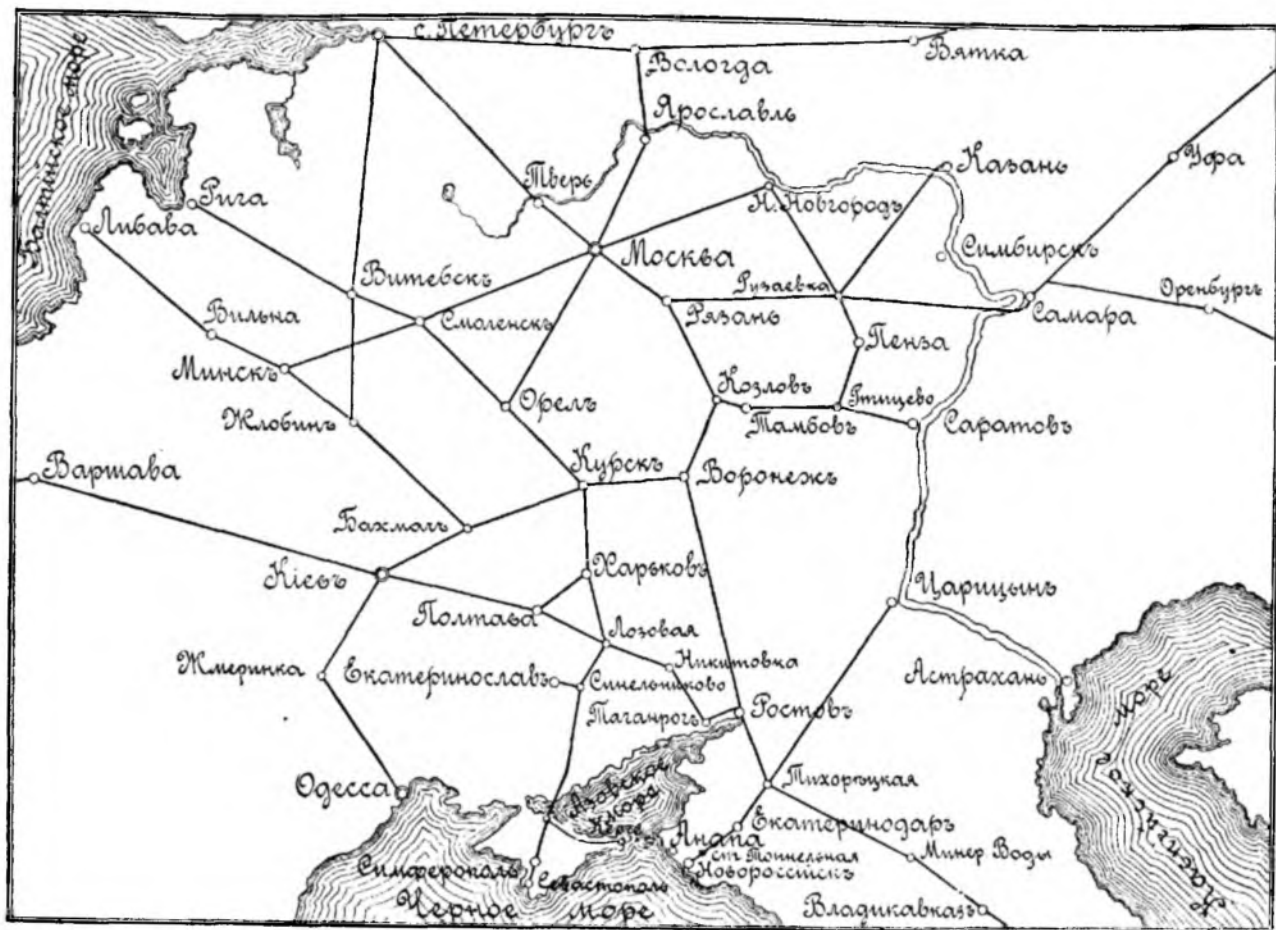 с. Петербургъ
Вологда
Вятка
Балтійское море
Ярославль
Казань
Уфа
Тверь
Рига
Либава
Н. Новгородъ
Москва
Симбирскъ
Витебскъ
Рузаевка
Оренбургъ
Вильна
Смоленскъ
Рязань
Самара
Минскъ
Пенза
Козловъ
Орелъ
Ртищево
Жлобинъ
Тамбовъ
Саратовъ
Варшава
Курскъ
Воронежъ
Бахмачъ
Кіевъ
Харьковъ
Царицынъ
Полтава
Лозовая
Никитовка
Жмеринка
Екатеринославъ
Синельниково
Астрахань
Таганрогъ
Ростовъ
Каспійское море
Одесса
Азовское море
Тихорѣцкая
Керчь
Екатеринодаръ
Анапа
ст. Тоннельная
Минер. Воды
Новороссійскъ
Симферополь
Севастополь
Черное море
Владикавказъ